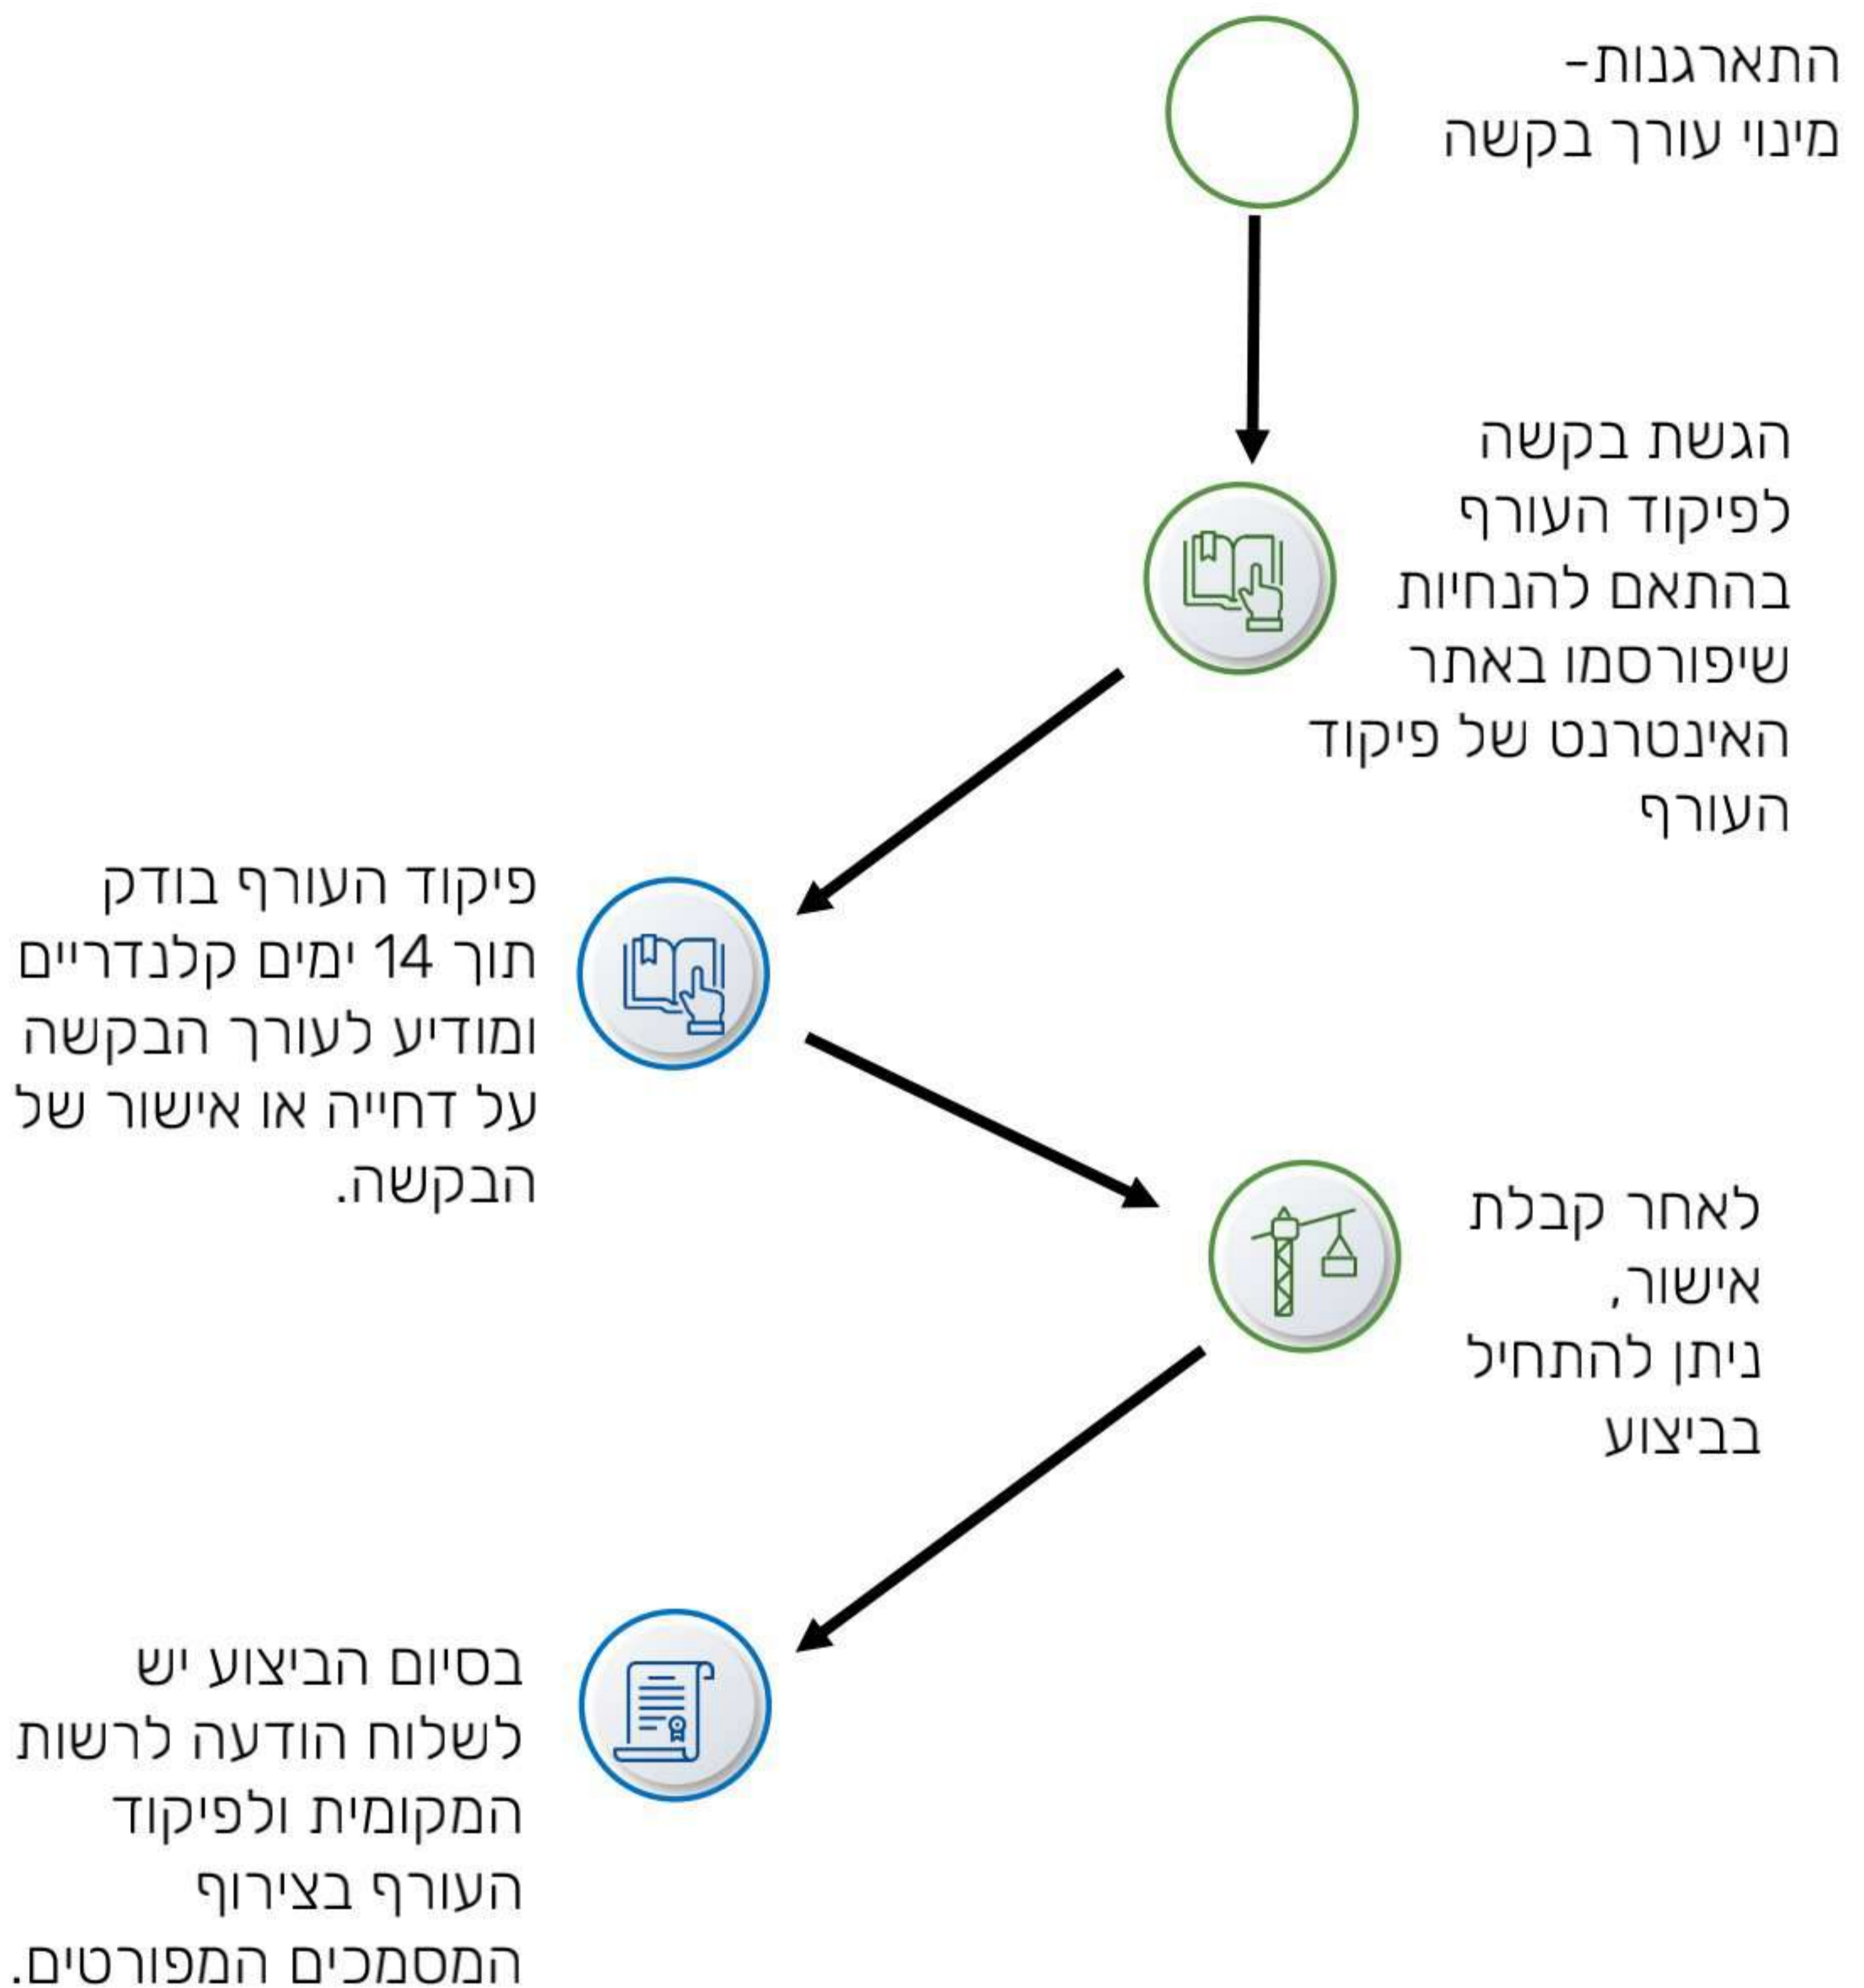 התארגנות-
מינוי עורך בקשה
הגשת בקשה
לפיקוד העורף
בהתאם להנחיות
שיפורסמו באתר
האינטרנט של פיקוד
העורף
פיקוד העורף בודק
תוך 14 ימים קלנדריים
ומודיע לעורך הבקשה
על דחייה או אישור של
הבקשה.
לאחר קבלת
אישור,
ניתן להתחיל
בביצוע
בסיום הביצוע יש
לשלוח הודעה לרשות
המקומית ולפיקוד
העורף בצירוף
המסמכים המפורטים.